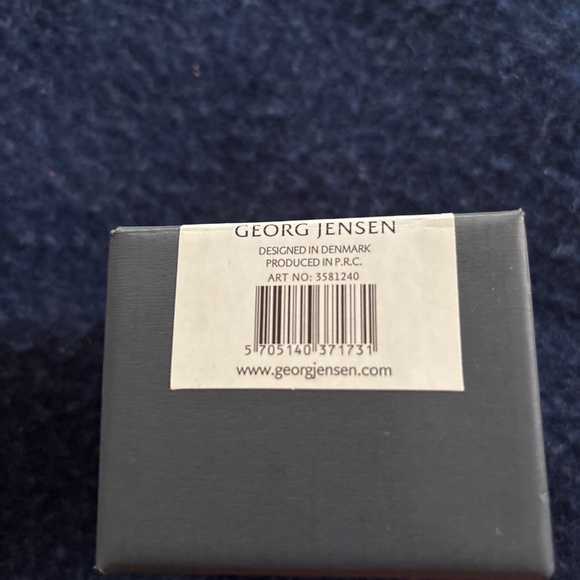 GEORG JENSEN
DESIGNED IN DENMARK
PRODUCED IN P.R.C.
ART NO: 3581240
5 705140 371731
www.georgjensen.com